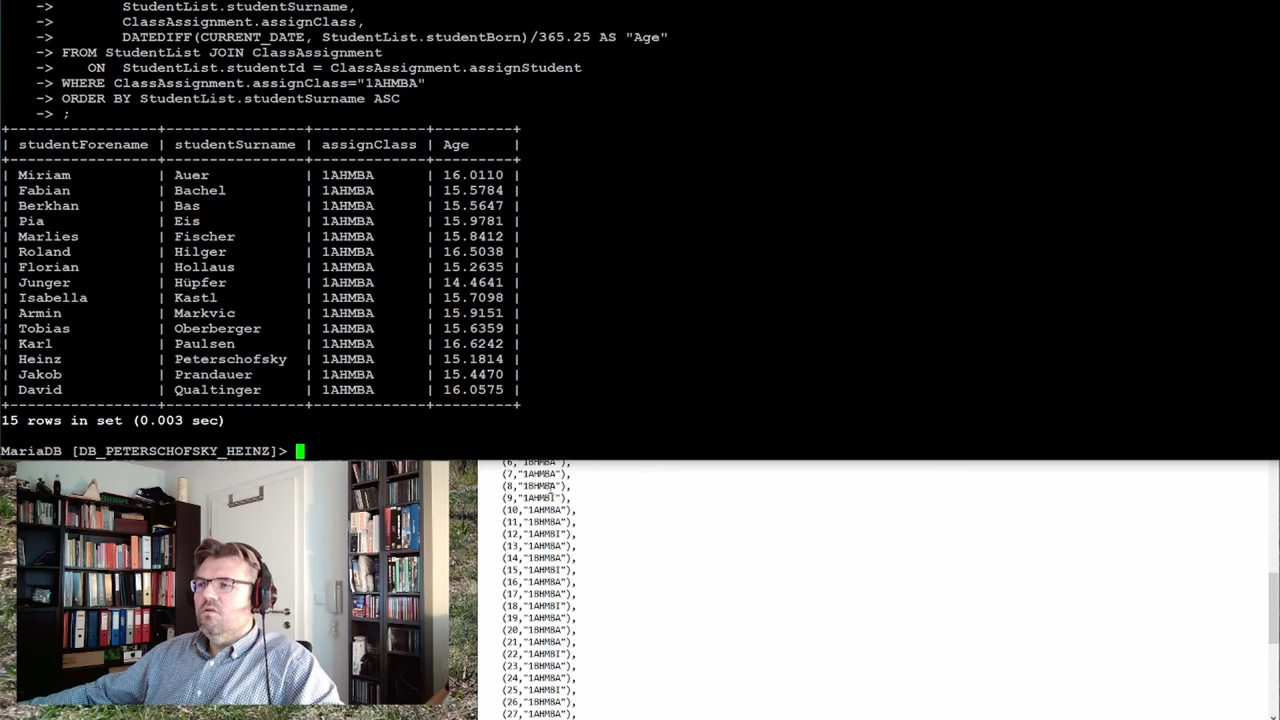 -> StudentList.studentSurname,
-> ClassAssignment.assignClass,
-> DATEDIFF(CURRENT_DATE, StudentList.studentBorn)/365.25 AS "Age"
-> FROM StudentList JOIN ClassAssignment
-> ON StudentList.studentId = ClassAssignment.assignStudent
-> WHERE ClassAssignment.assignClass="1AHMBA"
-> ORDER BY StudentList.studentSurname ASC
-> ;
| studentForename | studentSurname | assignClass | Age |
| Miriam | Auer | 1AHMBA | 16.0110 |
| Fabian | Bachel | 1AHMBA | 15.5784 |
| Berkhan | Bas | 1AHMBA | 15.5647 |
| Pia | Eis | 1AHMBA | 15.9781 |
| Marlies | Fischer | 1AHMBA | 15.8412 |
| Roland | Hilger | 1AHMBA | 16.5038 |
| Florian | Hollaus | 1AHMBA | 15.2635 |
| Junger | Hüpfer | 1AHMBA | 14.4641 |
| Isabella | Kastl | 1AHMBA | 15.7098 |
| Armin | Markvic | 1AHMBA | 15.9151 |
| Tobias | Oberberger | 1AHMBA | 15.6359 |
| Karl | Paulsen | 1AHMBA | 16.6242 |
| Heinz | Peterschofsky | 1AHMBA | 15.1814 |
| Jakob | Prandauer | 1AHMBA | 15.4470 |
| David | Qualtinger | 1AHMBA | 16.0575 |
15 rows in set (0.003 sec)
MariaDB [DB_PETERSCHOFSKY_HEINZ]>
(6,"1BHMBA"),
(7,"1AHMBA"),
(8,"1BHMBA"),
(9,"1AHMBI"),
(10,"1AHMBA"),
(11,"1BHMBA"),
(12,"1AHMBI"),
(13,"1AHMBA"),
(14,"1BHMBA"),
(15,"1AHMBI"),
(16,"1AHMBA"),
(17,"1BHMBA"),
(18,"1AHMBI"),
(19,"1AHMBA"),
(20,"1BHMBA"),
(21,"1AHMBA"),
(22,"1AHMBI"),
(23,"1BHMBA"),
(24,"1AHMBA"),
(25,"1AHMBI"),
(26,"1BHMBA"),
(27,"1AHMBA"),